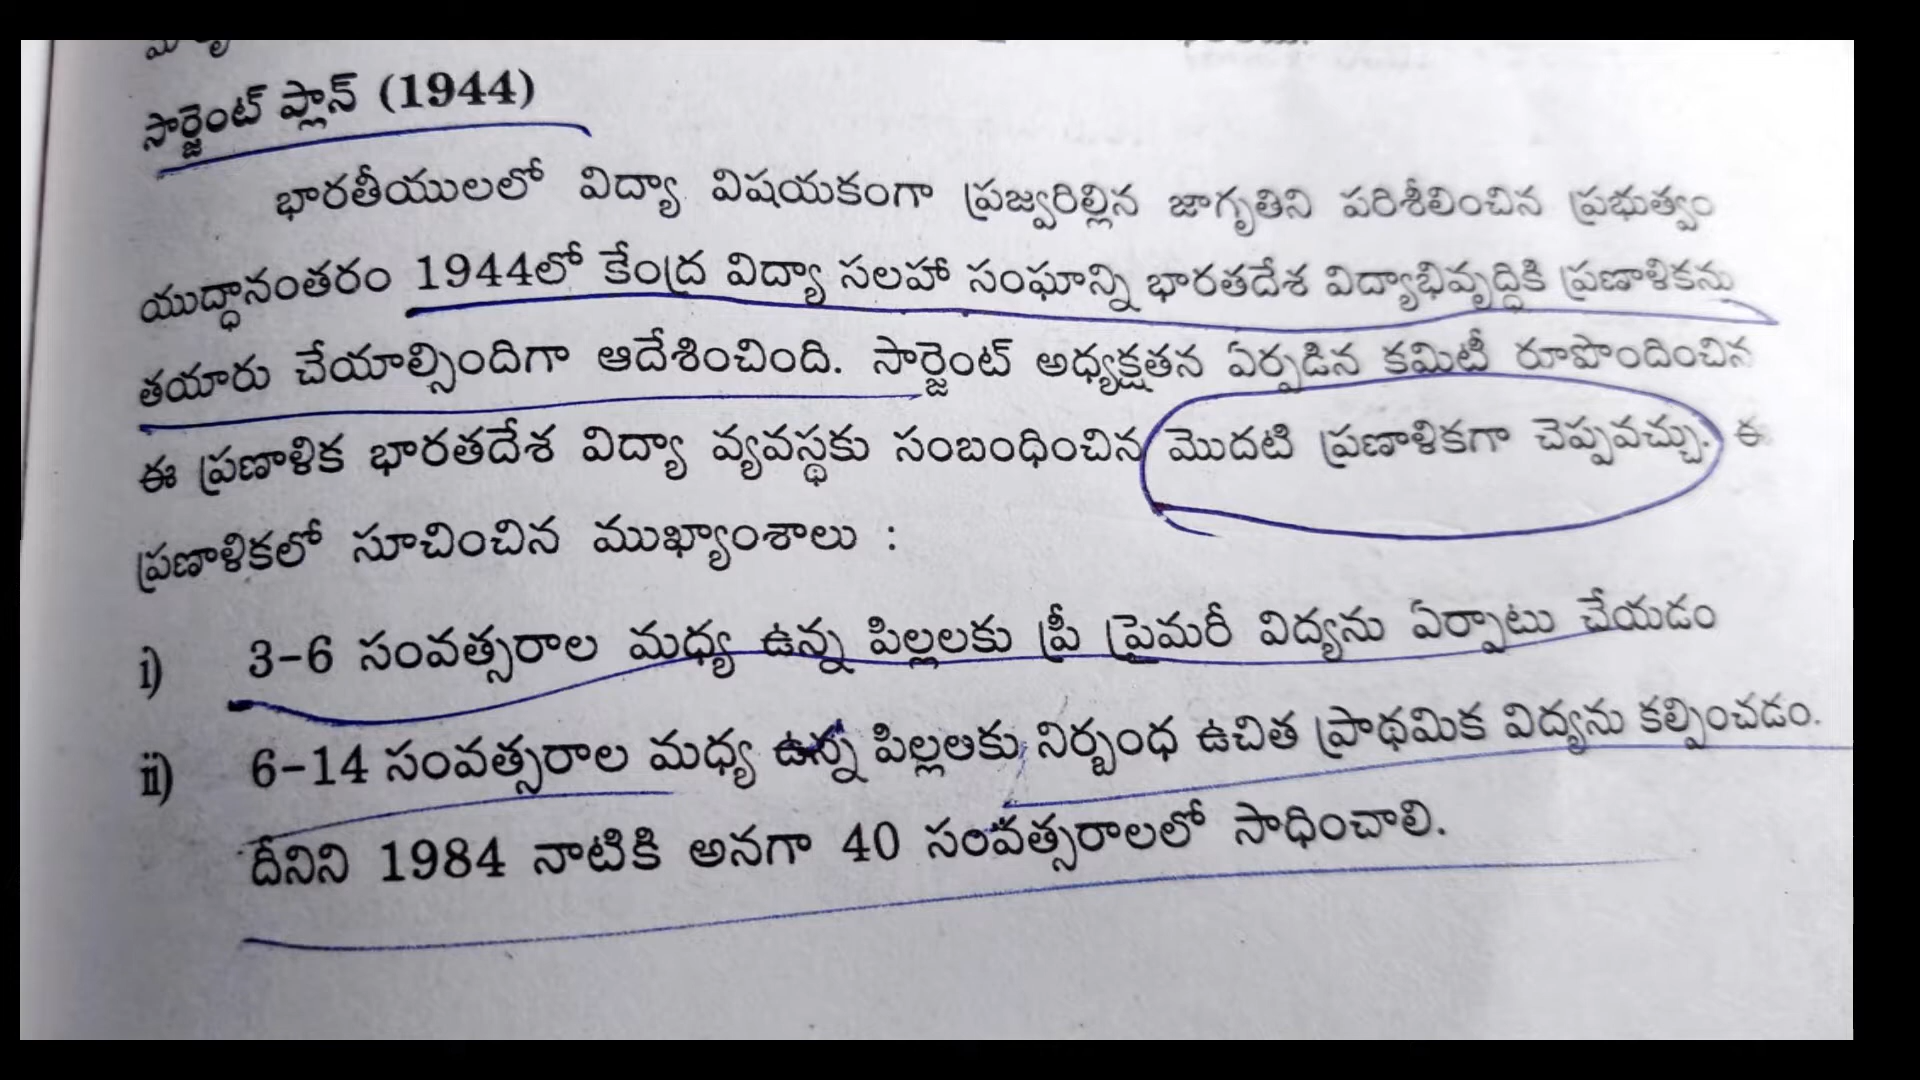 సార్జెంట్ ప్లాన్ (1944)
భారతీయులలో విద్యా విషయకంగా ప్రజ్వరిల్లిన జాగృతిని పరిశీలించిన ప్రభుత్వం
యుద్ధానంతరం 1944లో కేంద్ర విద్యా సలహా సంఘాన్ని భారతదేశ విద్యాభివృద్ధికి ప్రణాళికను
తయారు చేయాల్సిందిగా ఆదేశించింది. సార్జెంట్ అధ్యక్షతన ఏర్పడిన కమిటీ రూపొందించిన
ఈ ప్రణాళిక భారతదేశ విద్యా వ్యవస్థకు సంబంధించిన మొదటి ప్రణాళికగా చెప్పవచ్చు. ఈ
ప్రణాళికలో సూచించిన ముఖ్యాంశాలు :
i) 3-6 సంవత్సరాల మధ్య ఉన్న పిల్లలకు ప్రీ ప్రైమరీ విద్యను ఏర్పాటు చేయడం
ii) 6-14 సంవత్సరాల మధ్య ఉన్న పిల్లలకు నిర్బంధ ఉచిత ప్రాథమిక విద్యను కల్పించడం.
దీనిని 1984 నాటికి అనగా 40 సంవత్సరాలలో సాధించాలి.